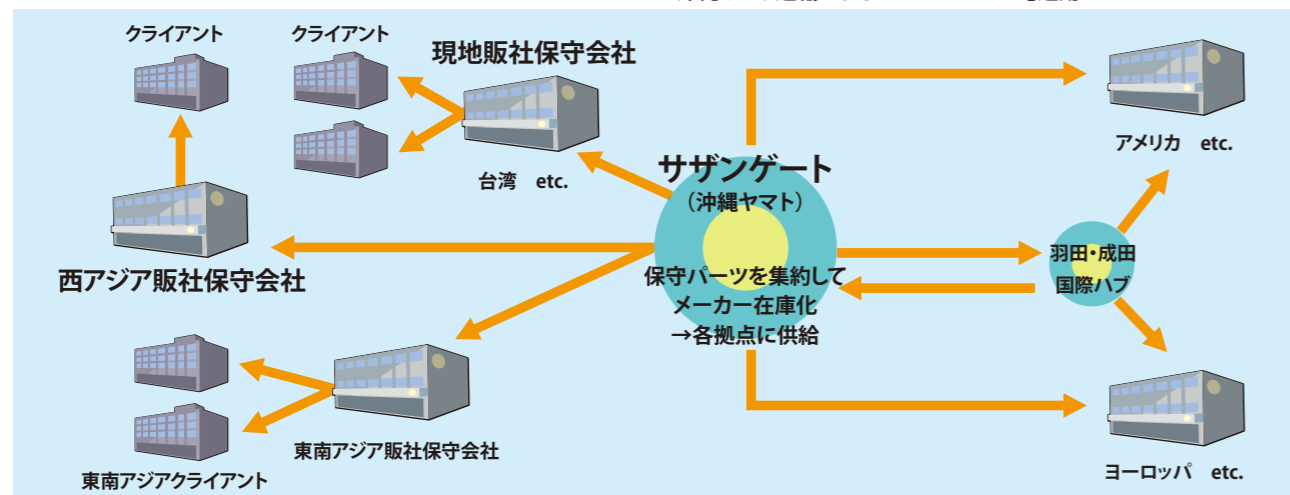 クライアント
クライアント
現地販社保守会社
台湾 etc.
西アジア販社保守会社
サザンゲート
（沖縄ヤマト）
保守パーツを集約して
メーカー在庫化
→各拠点に供給
アメリカ etc.
羽田・成田
国際ハブ
東南アジア販社保守会社
東南アジアクライアント
ヨーロッパ etc.